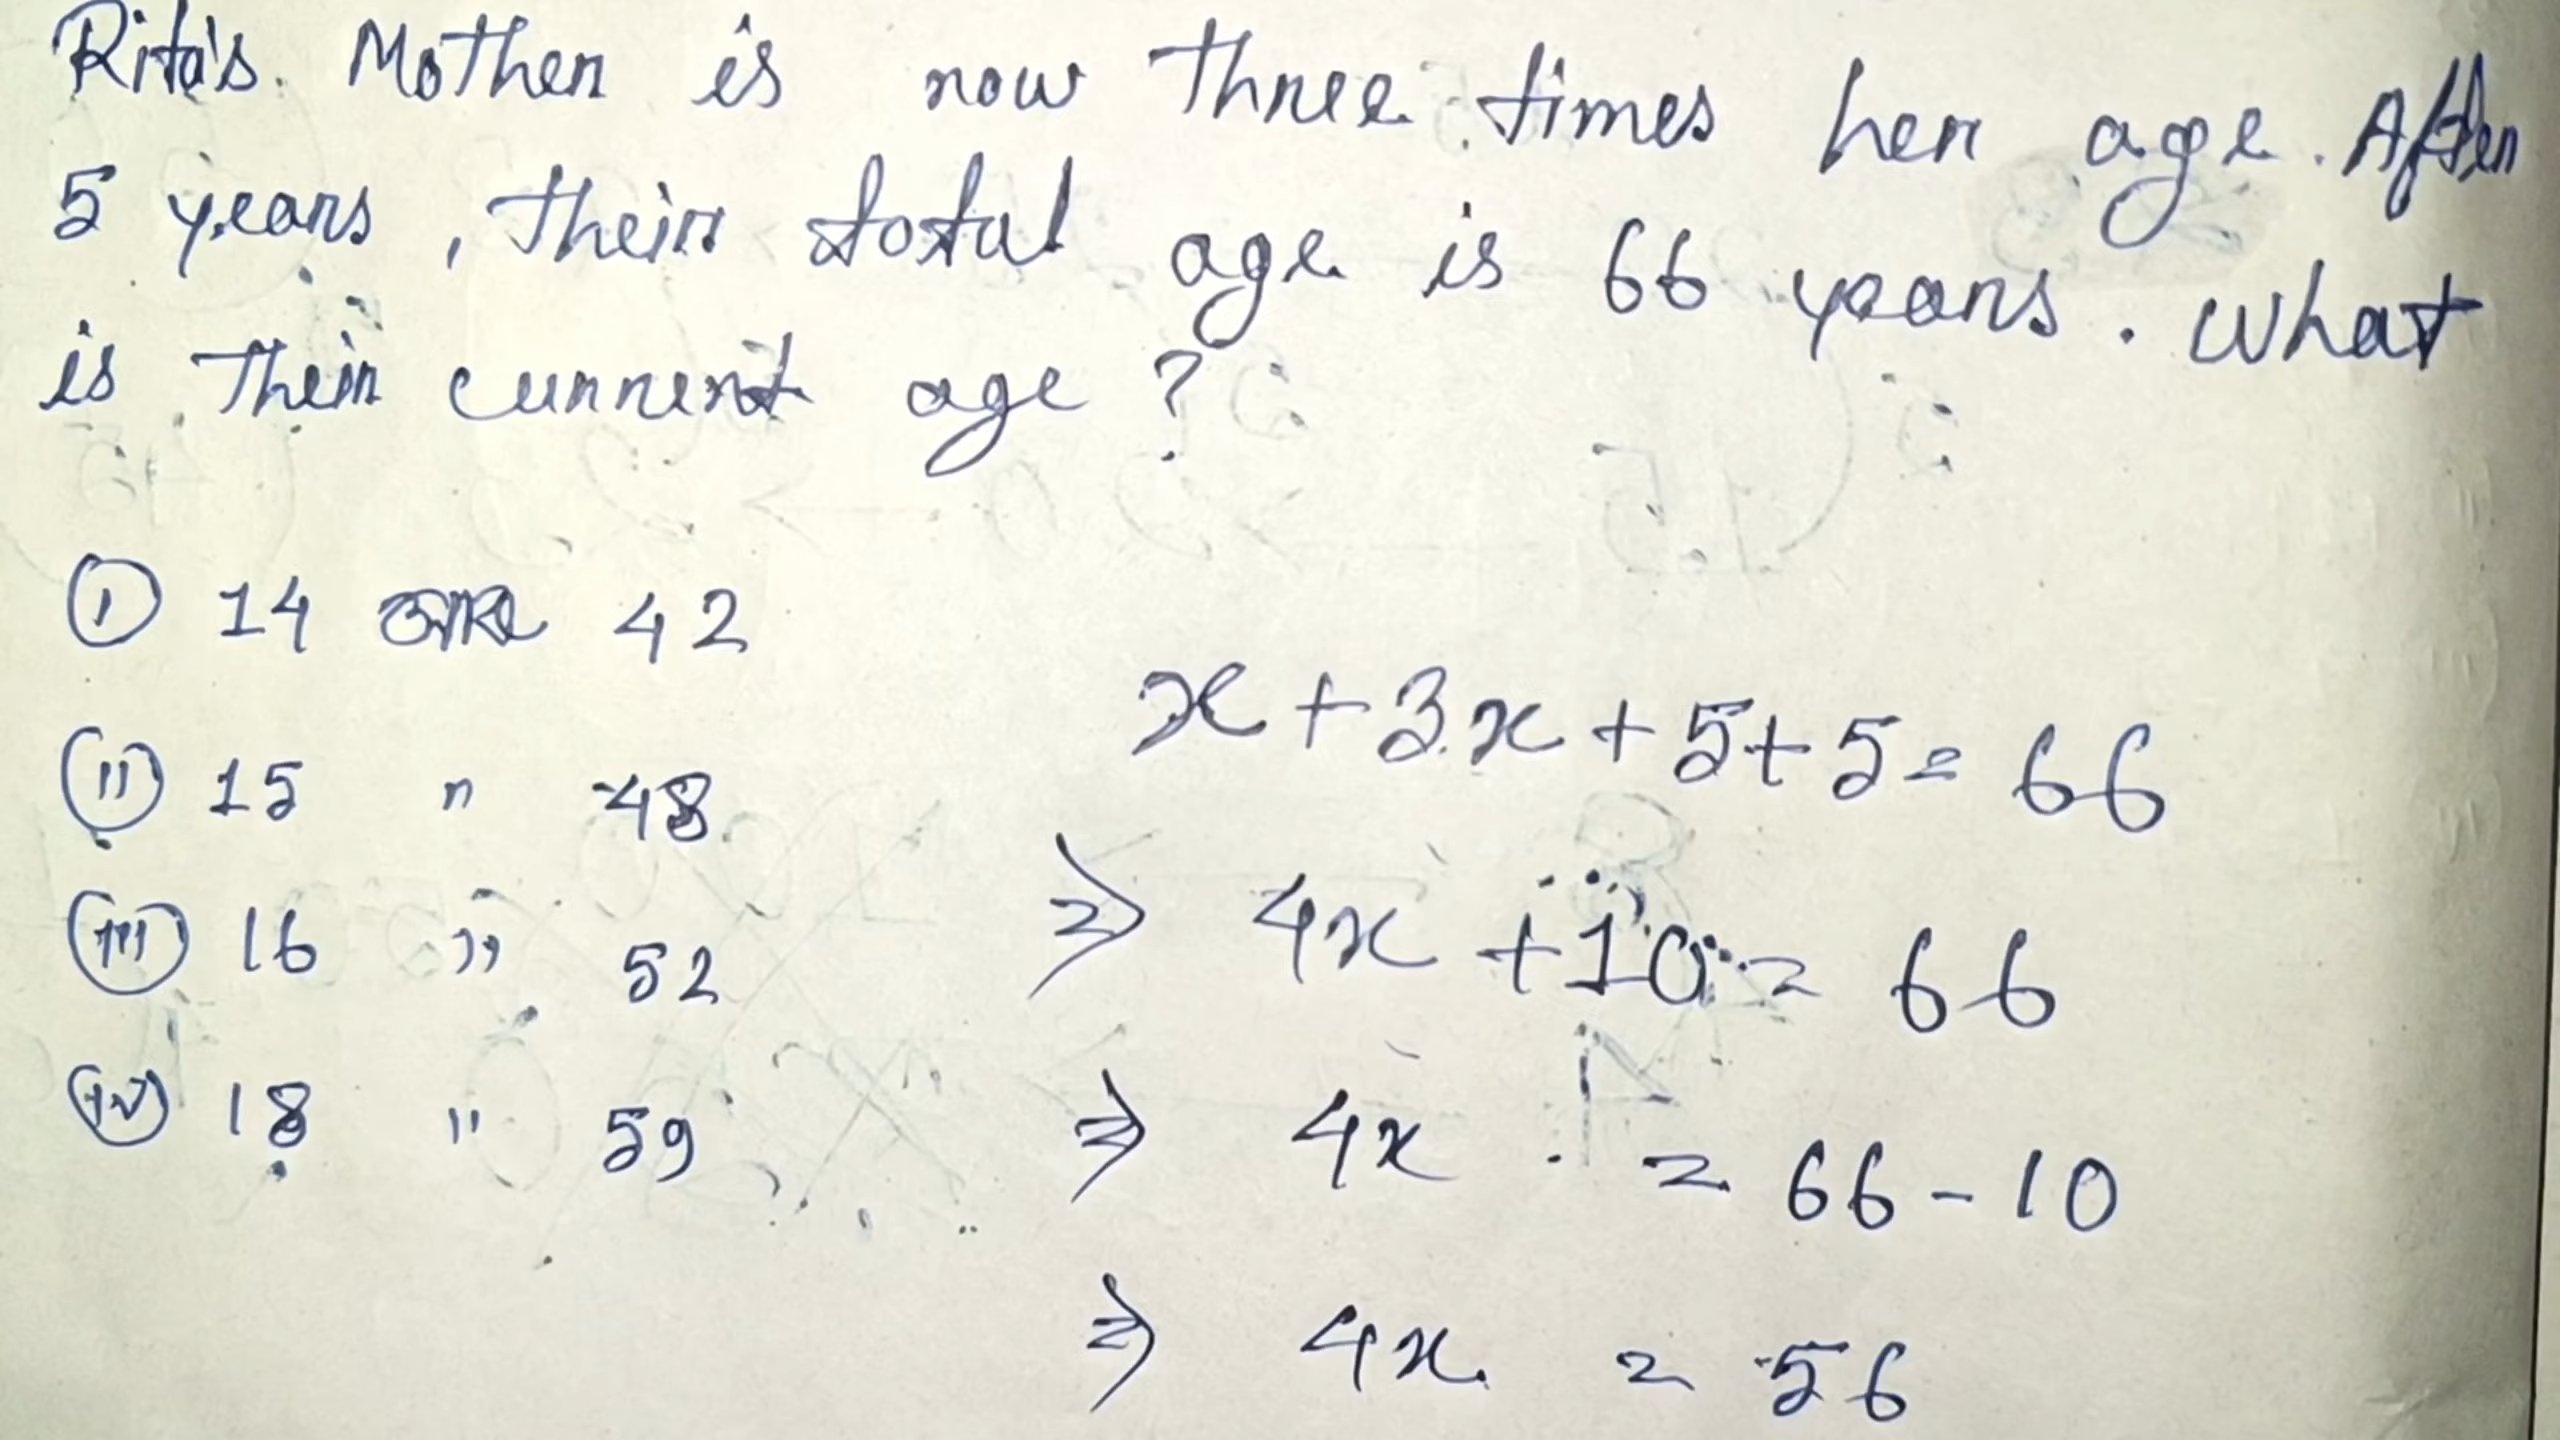 Rita's Mother is now three times her age. After
5 years, their total age is 66 years. What
is their current age ?
(i) 14 42
(ii) 15 " 48
(iii) 16 " 52
(iv) 18 " 59
x + 3x + 5 + 5 = 66
⇒ 4x + 10 = 66
⇒ 4x = 66 - 10
⇒ 4x = 56